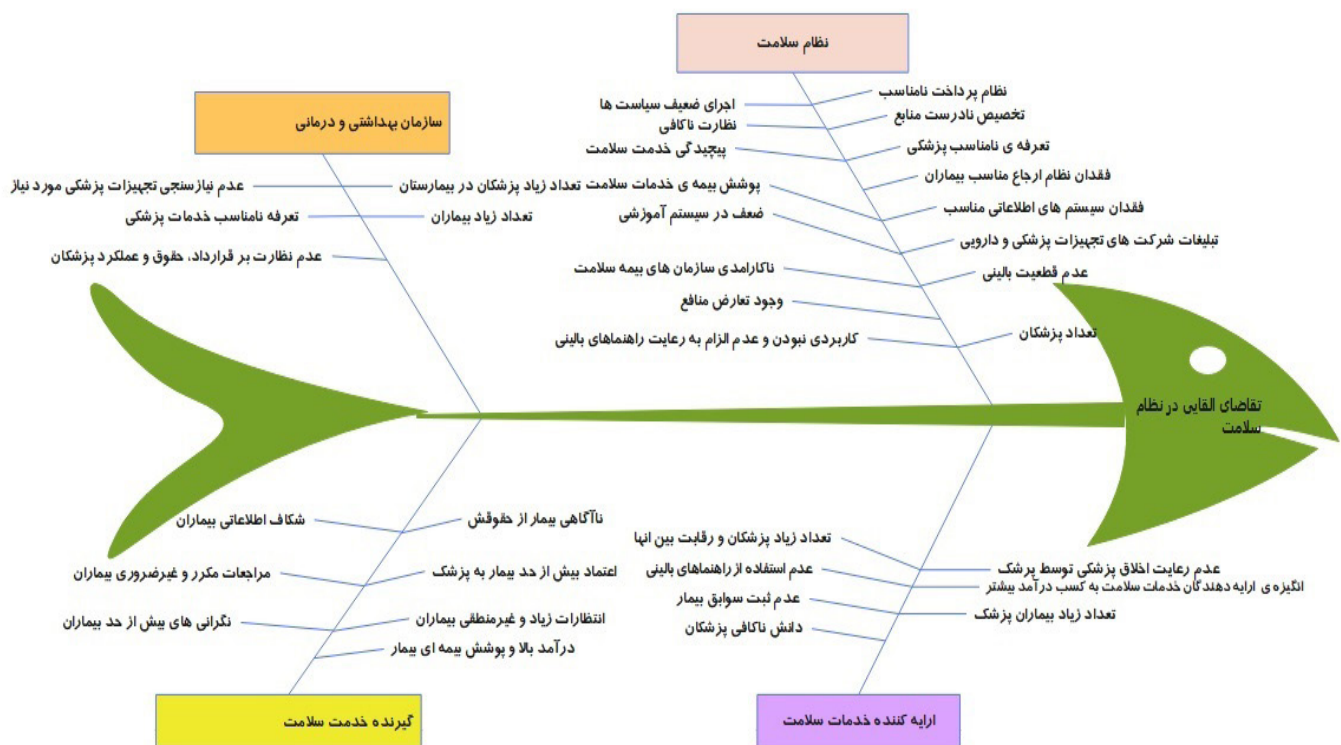 نظام سلامت
نظام پرداخت نامناسب
اجرای ضعیف سیاست ها
تخصیص نادرست منابع
نظارت ناکافی
تعرفه ی نامناسب پزشکی
پیچیدگی خدمت سلامت
فقدان نظام ارجاع مناسب بیماران
پوشش بیمه ی خدمات سلامت
فقدان سیستم های اطلاعاتی مناسب
ضعف در سیستم آموزشی
تبلیغات شرکت های تجهیزات پزشکی و دارویی
ناکارامدی سازمان های بیمه سلامت
عدم قطعیت بالینی
وجود تعارض منافع
تعداد پزشکان
کاربردی نبودن و عدم الزام به رعایت راهنماهای بالینی
سازمان بهداشتی و درمانی
تعداد زیاد پزشکان در بیمارستان
عدم نیازسنجی تجهیزات پزشکی مورد نیاز
تعداد زیاد بیماران
تعرفه نامناسب خدمات پزشکی
عدم نظارت بر قرارداد، حقوق و عملکرد پزشکان
تقاضای القایی در نظام
سلامت
تعداد زیاد پزشکان و رقابت بین انها
عدم رعایت اخلاق پزشکی توسط پرشک
عدم استفاده از راهنماهای بالینی
انگیزه ی ارایه دهندگان خدمات سلامت به کسب درآمد بیشتر
عدم ثبت سوابق بیمار
تعداد زیاد بیماران پزشک
دانش ناکافی پزشکان
ارایه کننده خدمات سلامت
ناآگاهی بیمار از حقوقش
شکاف اطلاعاتی بیماران
اعتماد بیش از حد بیمار به پزشک
مراجعات مکرر و غیرضروری بیماران
انتظارات زیاد و غیرمنطقی بیماران
نگرانی های بیش از حد بیماران
درآمد بالا و پوشش بیمه ای بیمار
گیرنده خدمت سلامت